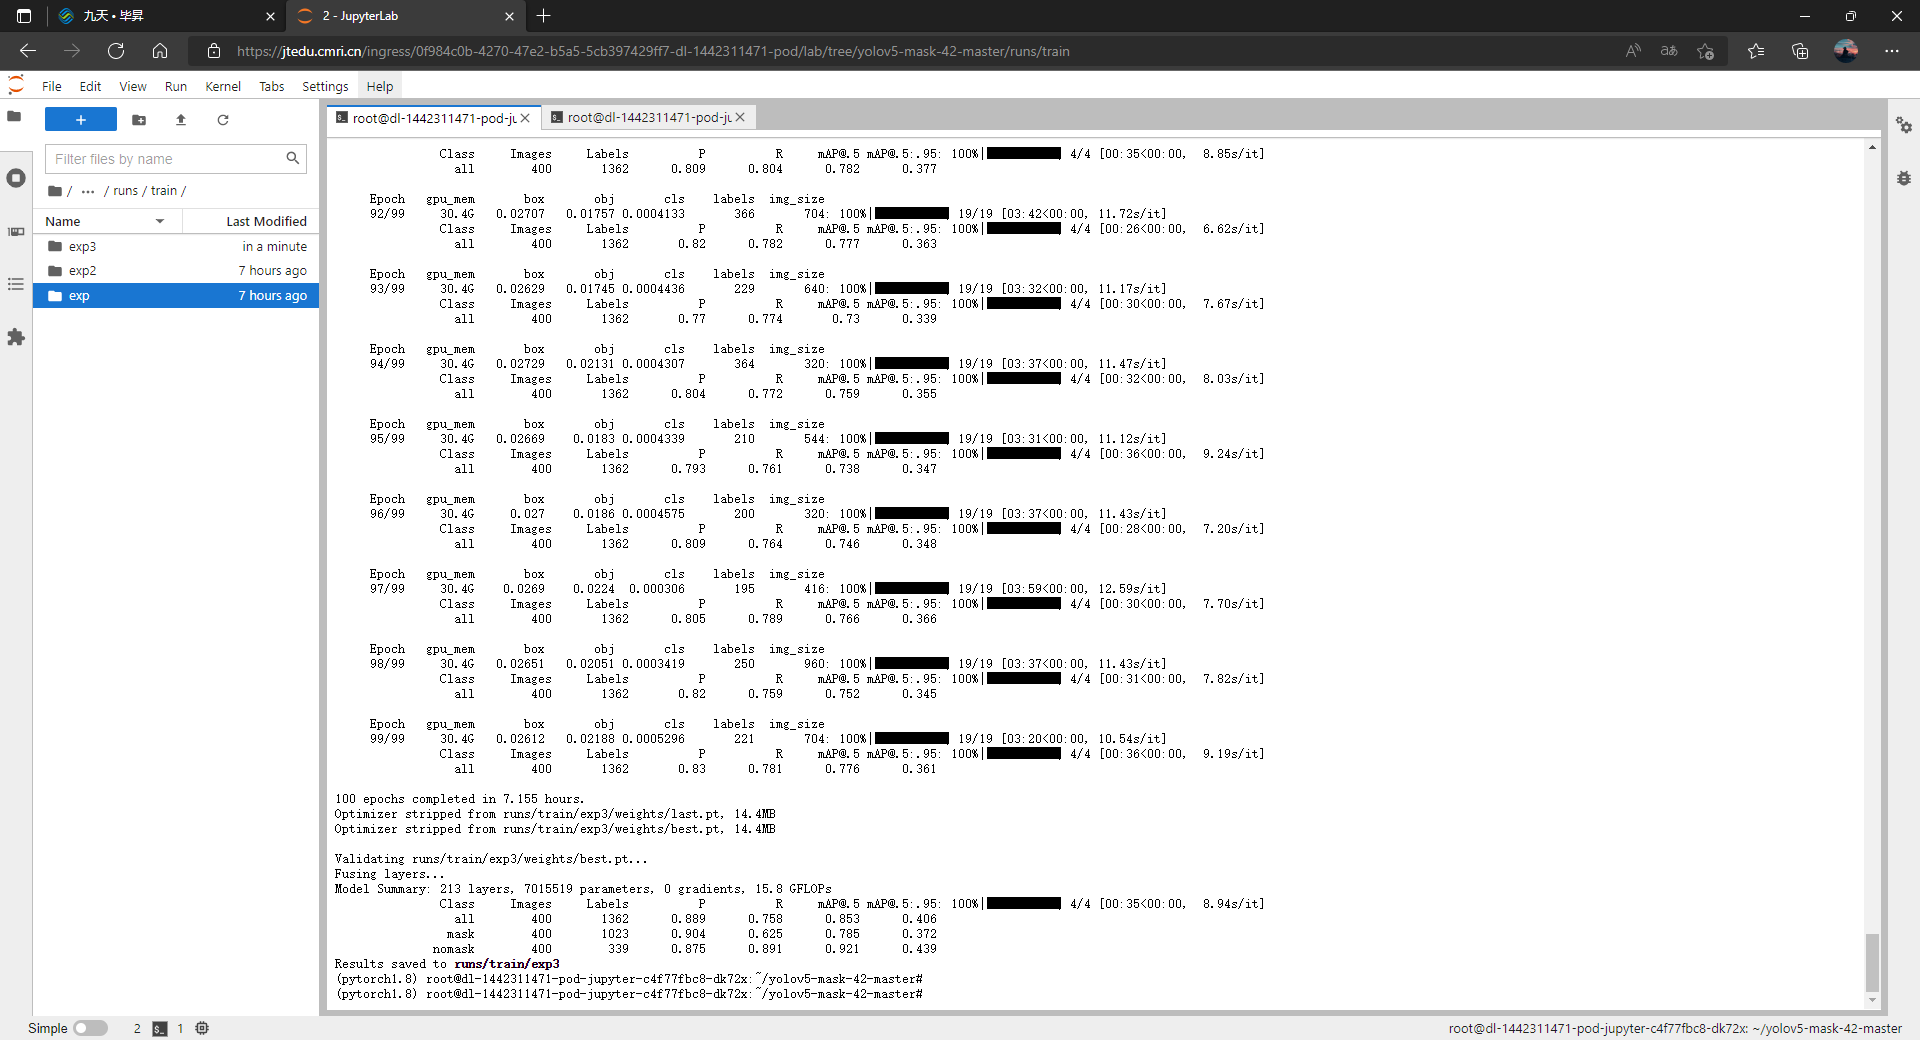 九天 • 毕昇
2 - JupyterLab
https://jtedu.cmri.cn/ingress/0f984c0b-4270-47e2-b5a5-5cb397429ff7-dl-1442311471-pod/lab/tree/yolov5-mask-42-master/runs/train
File Edit View Run Kernel Tabs Settings Help
root@dl-1442311471-pod-ju
root@dl-1442311471-pod-ju
Filter files by name
/ ... / runs / train /
Name Last Modified
exp3 in a minute
exp2 7 hours ago
exp 7 hours ago
Class Images Labels P R mAP@.5 mAP@.5:.95: 100%| 4/4 [00:35<00:00, 8.85s/it]
all 400 1362 0.809 0.804 0.782 0.377
Epoch gpu_mem box obj cls labels img_size
92/99 30.4G 0.02707 0.01757 0.0004133 366 704: 100%| 19/19 [03:42<00:00, 11.72s/it]
Class Images Labels P R mAP@.5 mAP@.5:.95: 100%| 4/4 [00:26<00:00, 6.62s/it]
all 400 1362 0.82 0.782 0.777 0.363
Epoch gpu_mem box obj cls labels img_size
93/99 30.4G 0.02629 0.01745 0.0004436 229 640: 100%| 19/19 [03:32<00:00, 11.17s/it]
Class Images Labels P R mAP@.5 mAP@.5:.95: 100%| 4/4 [00:30<00:00, 7.67s/it]
all 400 1362 0.77 0.774 0.73 0.339
Epoch gpu_mem box obj cls labels img_size
94/99 30.4G 0.02729 0.02131 0.0004307 364 320: 100%| 19/19 [03:37<00:00, 11.47s/it]
Class Images Labels P R mAP@.5 mAP@.5:.95: 100%| 4/4 [00:32<00:00, 8.03s/it]
all 400 1362 0.804 0.772 0.759 0.355
Epoch gpu_mem box obj cls labels img_size
95/99 30.4G 0.02669 0.0183 0.0004339 210 544: 100%| 19/19 [03:31<00:00, 11.12s/it]
Class Images Labels P R mAP@.5 mAP@.5:.95: 100%| 4/4 [00:36<00:00, 9.24s/it]
all 400 1362 0.793 0.761 0.738 0.347
Epoch gpu_mem box obj cls labels img_size
96/99 30.4G 0.027 0.0186 0.0004575 200 320: 100%| 19/19 [03:37<00:00, 11.43s/it]
Class Images Labels P R mAP@.5 mAP@.5:.95: 100%| 4/4 [00:28<00:00, 7.20s/it]
all 400 1362 0.809 0.764 0.746 0.348
Epoch gpu_mem box obj cls labels img_size
97/99 30.4G 0.0269 0.0224 0.000306 195 416: 100%| 19/19 [03:59<00:00, 12.59s/it]
Class Images Labels P R mAP@.5 mAP@.5:.95: 100%| 4/4 [00:30<00:00, 7.70s/it]
all 400 1362 0.805 0.789 0.766 0.366
Epoch gpu_mem box obj cls labels img_size
98/99 30.4G 0.02651 0.02051 0.0003419 250 960: 100%| 19/19 [03:37<00:00, 11.43s/it]
Class Images Labels P R mAP@.5 mAP@.5:.95: 100%| 4/4 [00:31<00:00, 7.82s/it]
all 400 1362 0.82 0.759 0.752 0.345
Epoch gpu_mem box obj cls labels img_size
99/99 30.4G 0.02612 0.02188 0.0005296 221 704: 100%| 19/19 [03:20<00:00, 10.54s/it]
Class Images Labels P R mAP@.5 mAP@.5:.95: 100%| 4/4 [00:36<00:00, 9.19s/it]
all 400 1362 0.83 0.781 0.776 0.361
100 epochs completed in 7.155 hours.
Optimizer stripped from runs/train/exp3/weights/last.pt, 14.4MB
Optimizer stripped from runs/train/exp3/weights/best.pt, 14.4MB
Validating runs/train/exp3/weights/best.pt...
Fusing layers...
Model Summary: 213 layers, 7015519 parameters, 0 gradients, 15.8 GFLOPs
Class Images Labels P R mAP@.5 mAP@.5:.95: 100%| 4/4 [00:35<00:00, 8.94s/it]
all 400 1362 0.889 0.758 0.853 0.406
mask 400 1023 0.904 0.625 0.785 0.372
nomask 400 339 0.875 0.891 0.921 0.439
Results saved to runs/train/exp3
(pytorch1.8) root@dl-1442311471-pod-jupyter-c4f77fbc8-dk72x:~/yolov5-mask-42-master#
(pytorch1.8) root@dl-1442311471-pod-jupyter-c4f77fbc8-dk72x:~/yolov5-mask-42-master#
Simple 2 1 root@dl-1442311471-pod-jupyter-c4f77fbc8-dk72x: ~/yolov5-mask-42-master